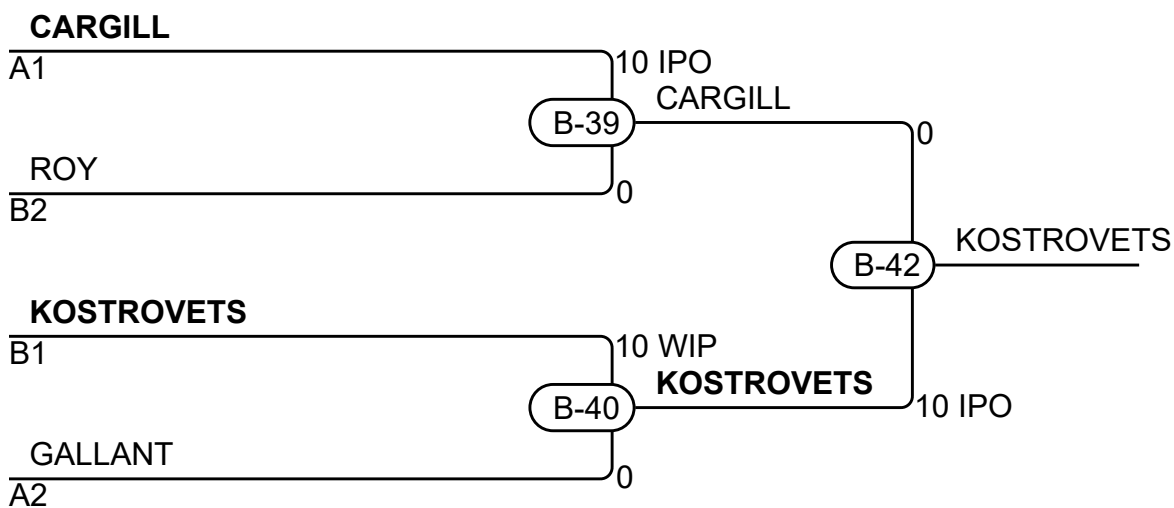 CARGILL
A1
10 IPO
CARGILL
B-39
0
ROY
0
B2
KOSTROVETS
B-42
KOSTROVETS
B1
10 WIP
KOSTROVETS
10 IPO
B-40
GALLANT
0
A2